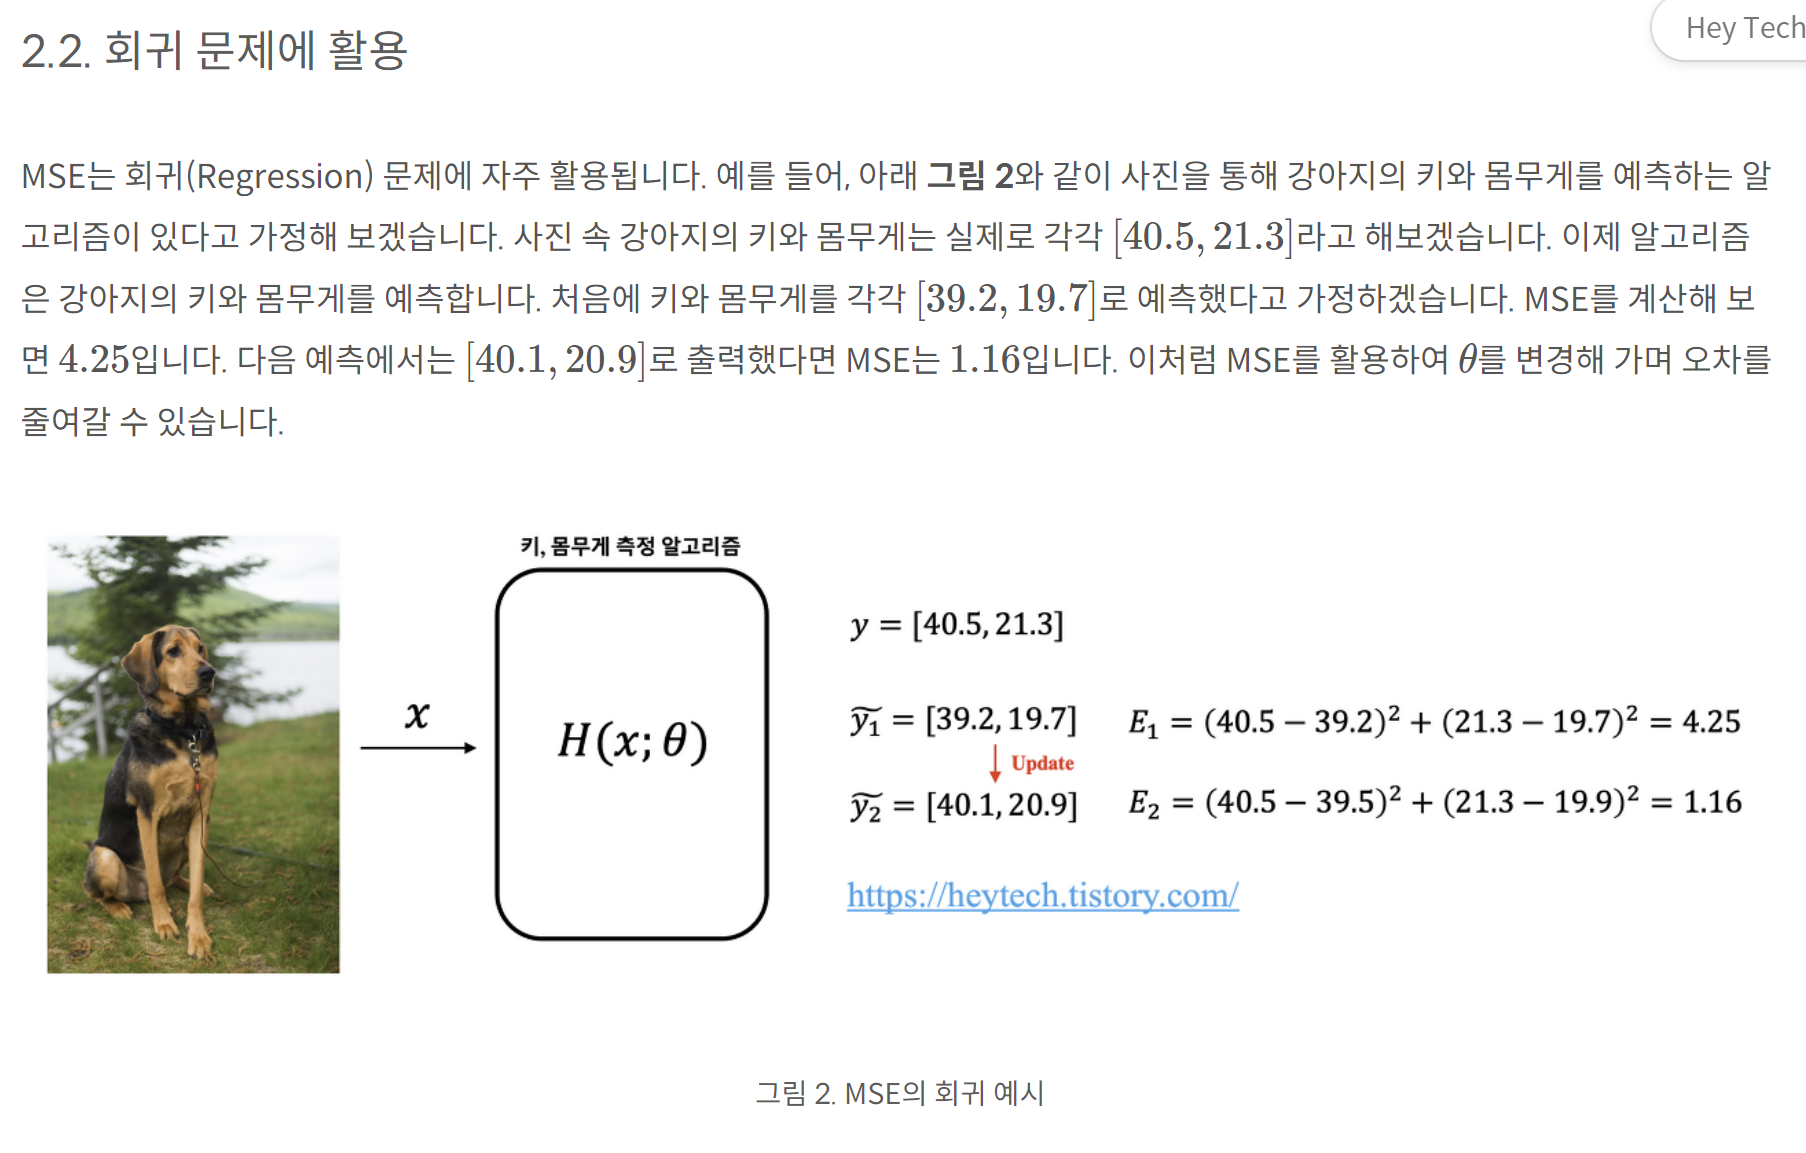 2.2. 회귀 문제에 활용
Hey Tech
MSE는 회귀(Regression) 문제에 자주 활용됩니다. 예를 들어, 아래 그림 2와 같이 사진을 통해 강아지의 키와 몸무게를 예측하는 알
고리즘이 있다고 가정해 보겠습니다. 사진 속 강아지의 키와 몸무게는 실제로 각각 [40.5, 21.3]라고 해보겠습니다. 이제 알고리즘
은 강아지의 키와 몸무게를 예측합니다. 처음에 키와 몸무게를 각각 [39.2, 19.7]로 예측했다고 가정하겠습니다. MSE를 계산해 보
면 4.25입니다. 다음 예측에서는 [40.1, 20.9]로 출력했다면 MSE는 1.16입니다. 이처럼 MSE를 활용하여 θ를 변경해 가며 오차를
줄여갈 수 있습니다.
키, 몸무게 측정 알고리즘
x
H(x; θ)
y = [40.5, 21.3]
ỹ₁ = [39.2, 19.7] E₁ = (40.5 − 39.2)² + (21.3 − 19.7)² = 4.25
Update
ỹ₂ = [40.1, 20.9] E₂ = (40.5 − 39.5)² + (21.3 − 19.9)² = 1.16
https://heytech.tistory.com/
그림 2. MSE의 회귀 예시